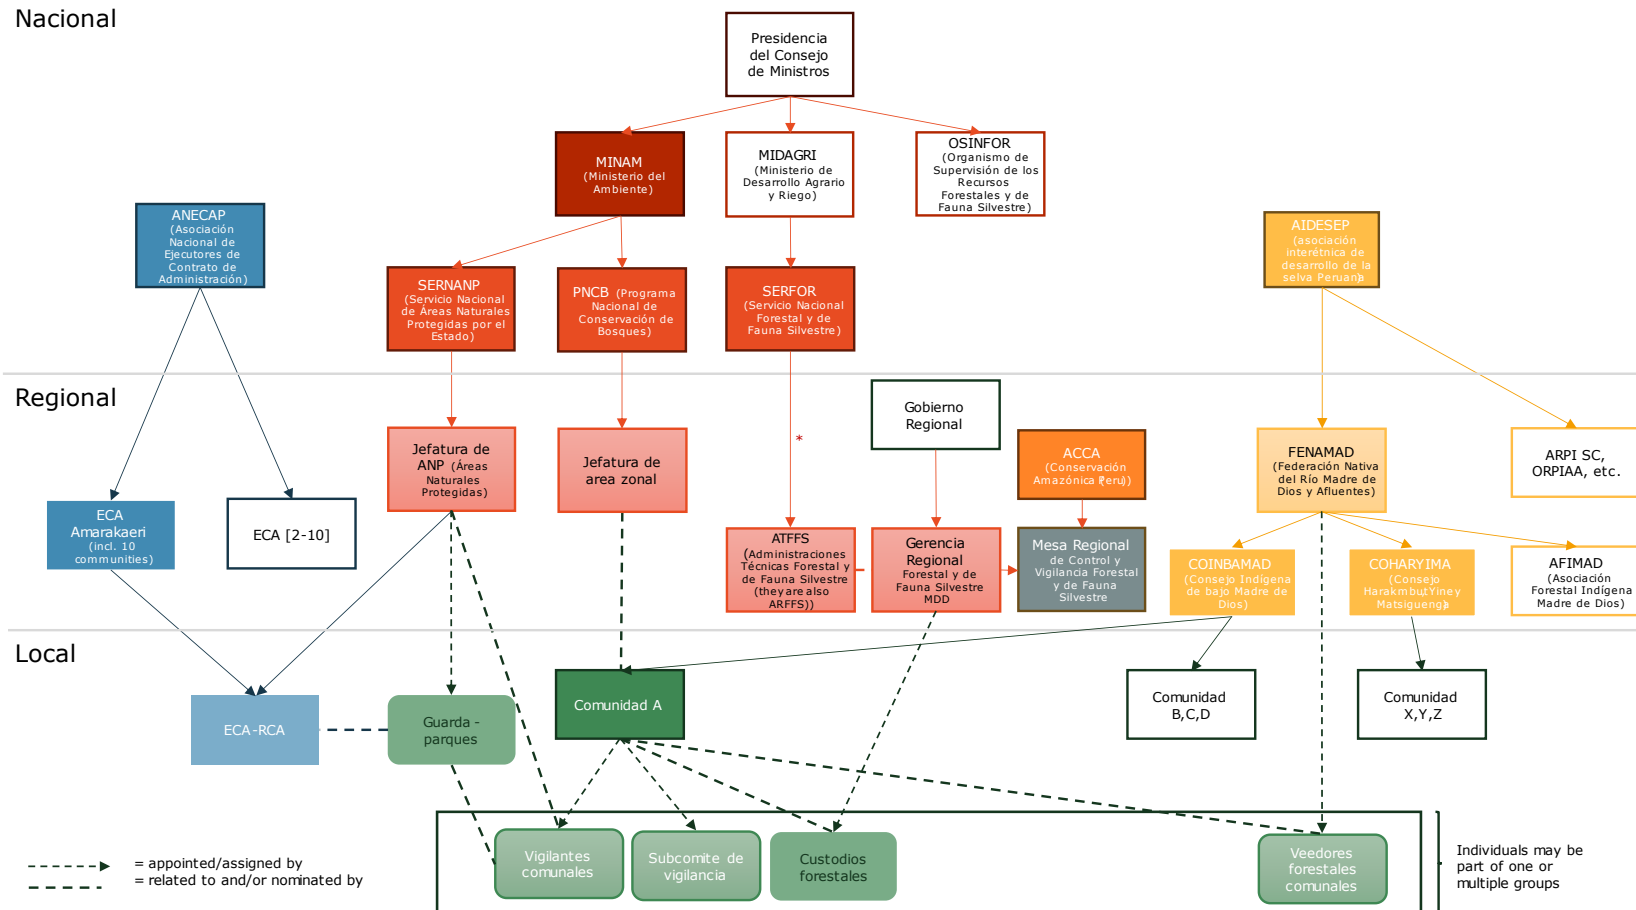 Nacional
Presidencia
del Consejo
de Ministros
MINAM
(Ministerio del
Ambiente)
MIDAGRI
(Ministerio de
Desarrollo Agrario
y Riego)
OSINFOR
(Organismo de
Supervisión de los
Recursos
Forestales y de
Fauna Silvestre)
ANECAP
(Asociación
Nacional de
Ejecutores de
Contrato de
Administración)
AIDESEP
(asociación
interétnica de
desarrollo de la
selva Peruana)
SERNANP
(Servicio Nacional
de Áreas Naturales
Protegidas por el
Estado)
PNCB (Programa
Nacional de
Conservación de
Bosques)
SERFOR
(Servicio Nacional
Forestal y de
Fauna Silvestre)
Regional
Gobierno
Regional
*
Jefatura de
ANP (Áreas
Naturales
Protegidas)
Jefatura de
area zonal
ACCA
(Conservación
Amazónica Perú))
FENAMAD
(Federación Nativa
del Río Madre de
Dios y Afluentes)
ARPI SC,
ORPIAA, etc.
ECA
Amarakaeri
(incl. 10
communities)
ECA [2-10]
ATFFS
(Administraciones
Técnicas Forestal y
de Fauna Silvestre
(they are also
ARFFS))
Gerencia
Regional
Forestal y de
Fauna Silvestre
MDD
Mesa Regional
de Control y
Vigilancia Forestal
y de Fauna
Silvestre
COINBAMAD
(Consejo Indígena
de bajo Madre de
Dios)
COHARYIMA
(Consejo
Harakmbut, Yine y
Matsiguenga)
AFIMAD
(Asociación
Forestal Indígena
Madre de Dios)
Local
ECA-RCA
Guarda -
parques
Comunidad A
Comunidad
B,C,D
Comunidad
X,Y,Z
Vigilantes
comunales
Subcomite de
vigilancia
Custodios
forestales
Veedores
forestales
comunales
Individuals may be
part of one or
multiple groups
= appointed/assigned by
= related to and/or nominated by